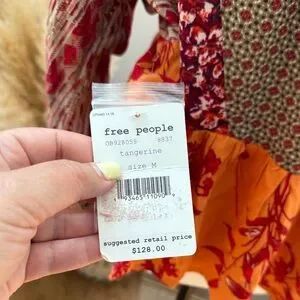 free people
OB928059 8837
tangerine
size M
suggested retail price
$128.00